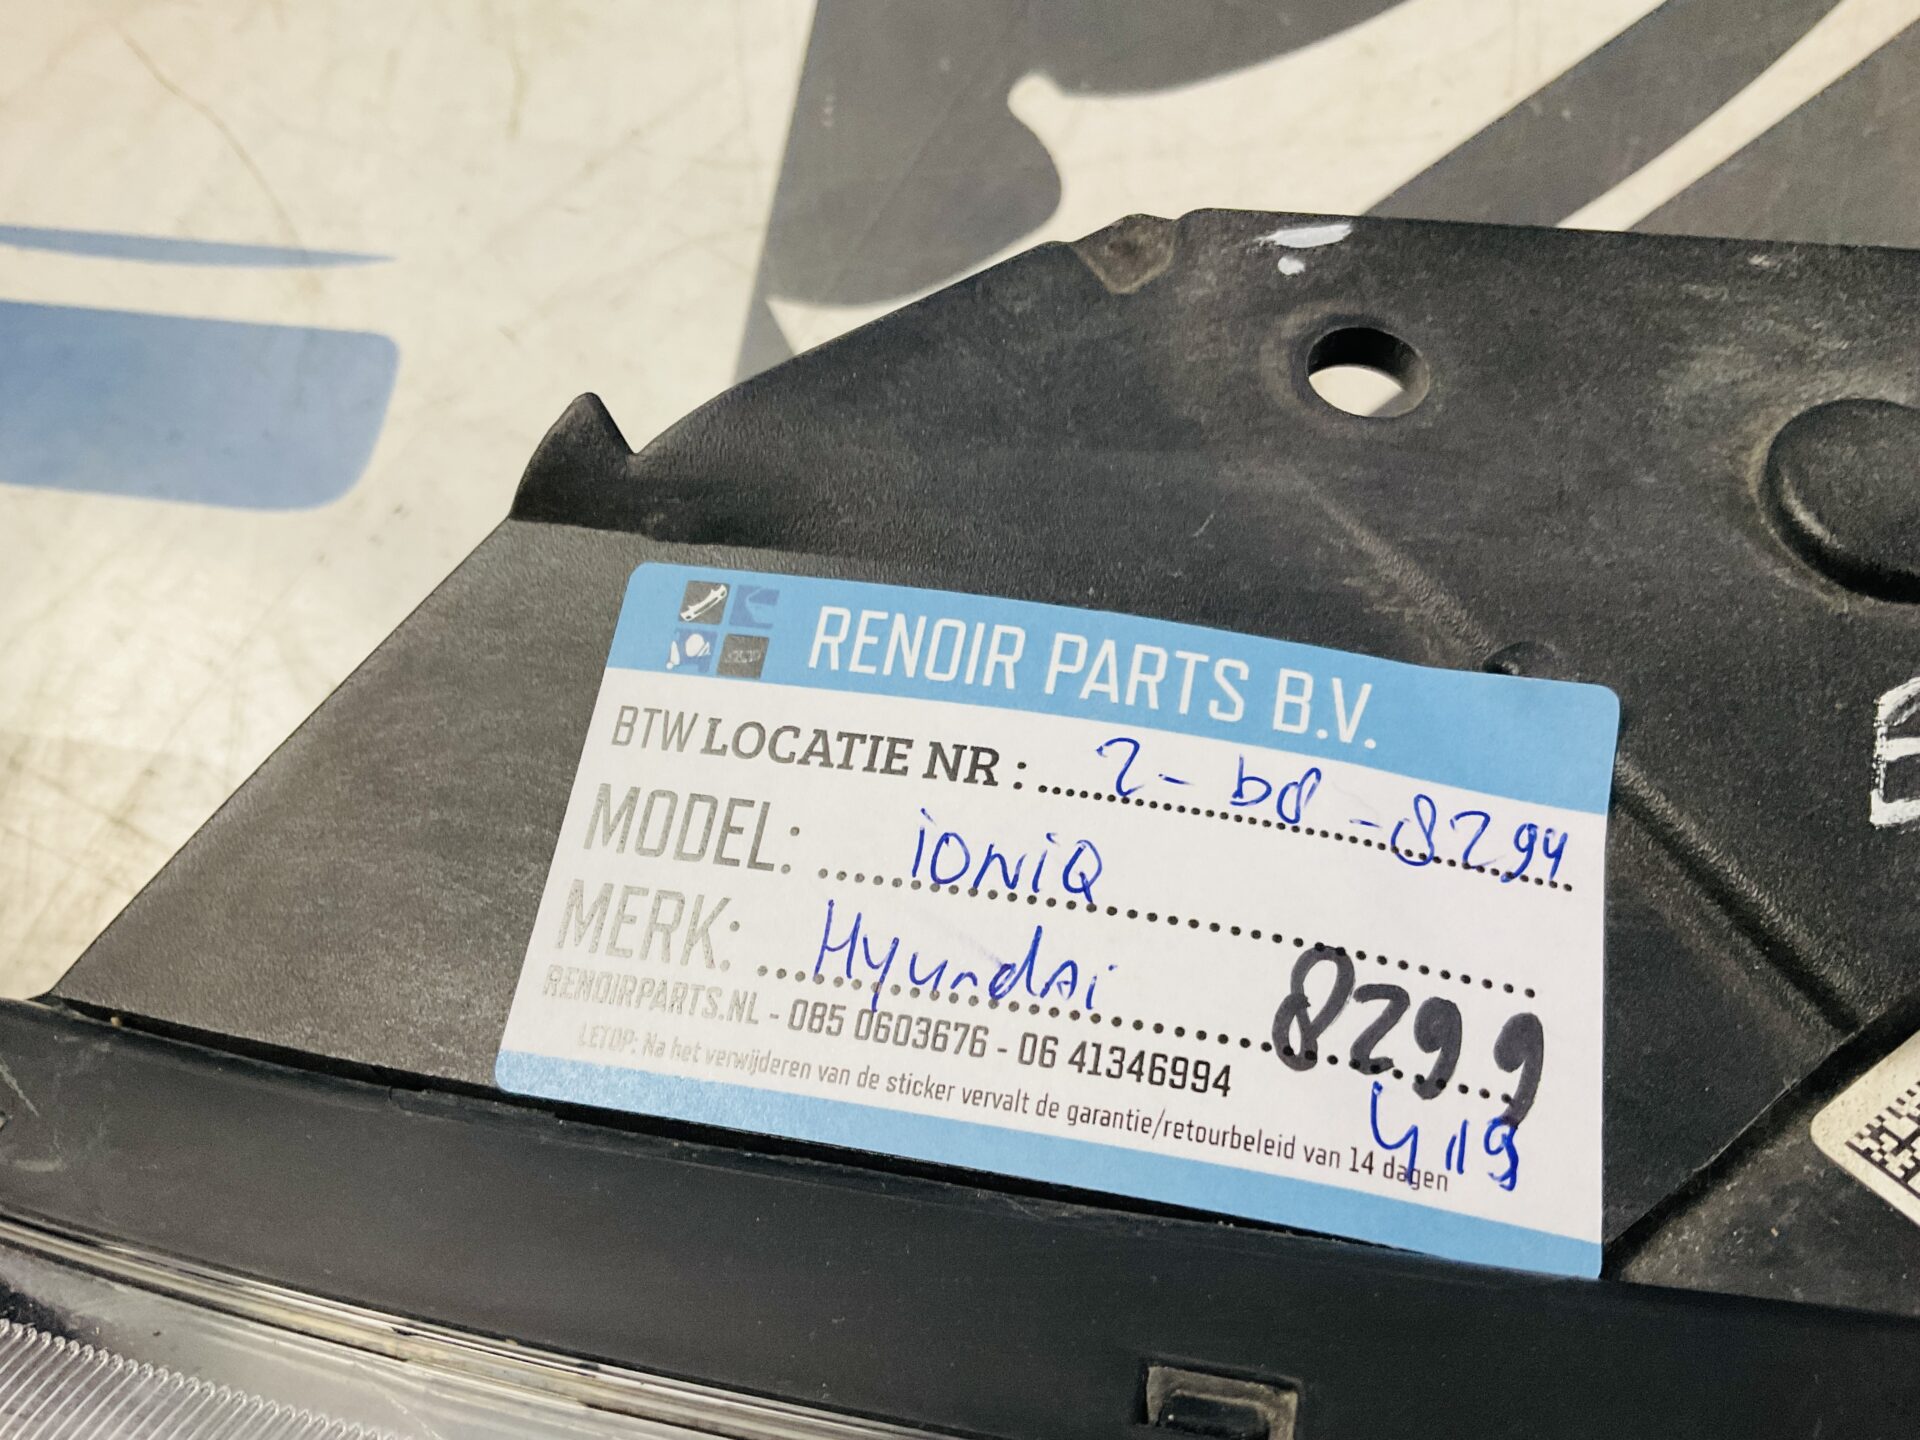 RENOIR PARTS B.V.
BTW LOCATIE NR : 2-b8-8294
MODEL: iONiQ
MERK: HyundAi
8299
RENOIRPARTS.NL - 085 0603676 - 06 41346994
LETOP: Na het verwijderen van de sticker vervalt de garantie/retourbeleid van 14 dagen